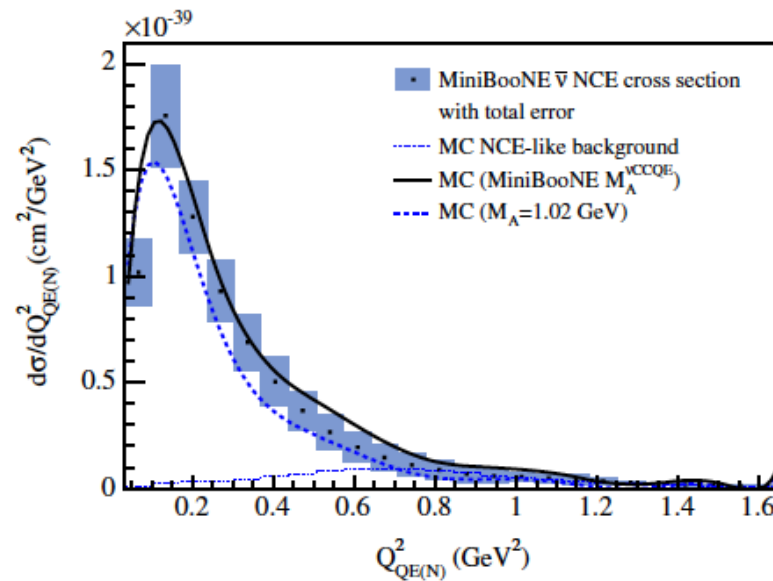 ×10⁻³⁹
2
1.5
1
0.5
0
dσ/dQ²_QE(N) (cm²/GeV²)
MiniBooNE ν̄ NCE cross section
with total error
MC NCE-like background
MC (MiniBooNE M_A^νCCQE)
MC (M_A=1.02 GeV)
0.2 0.4 0.6 0.8 1.0 1.2 1.4 1.6
Q²_QE(N) (GeV²)